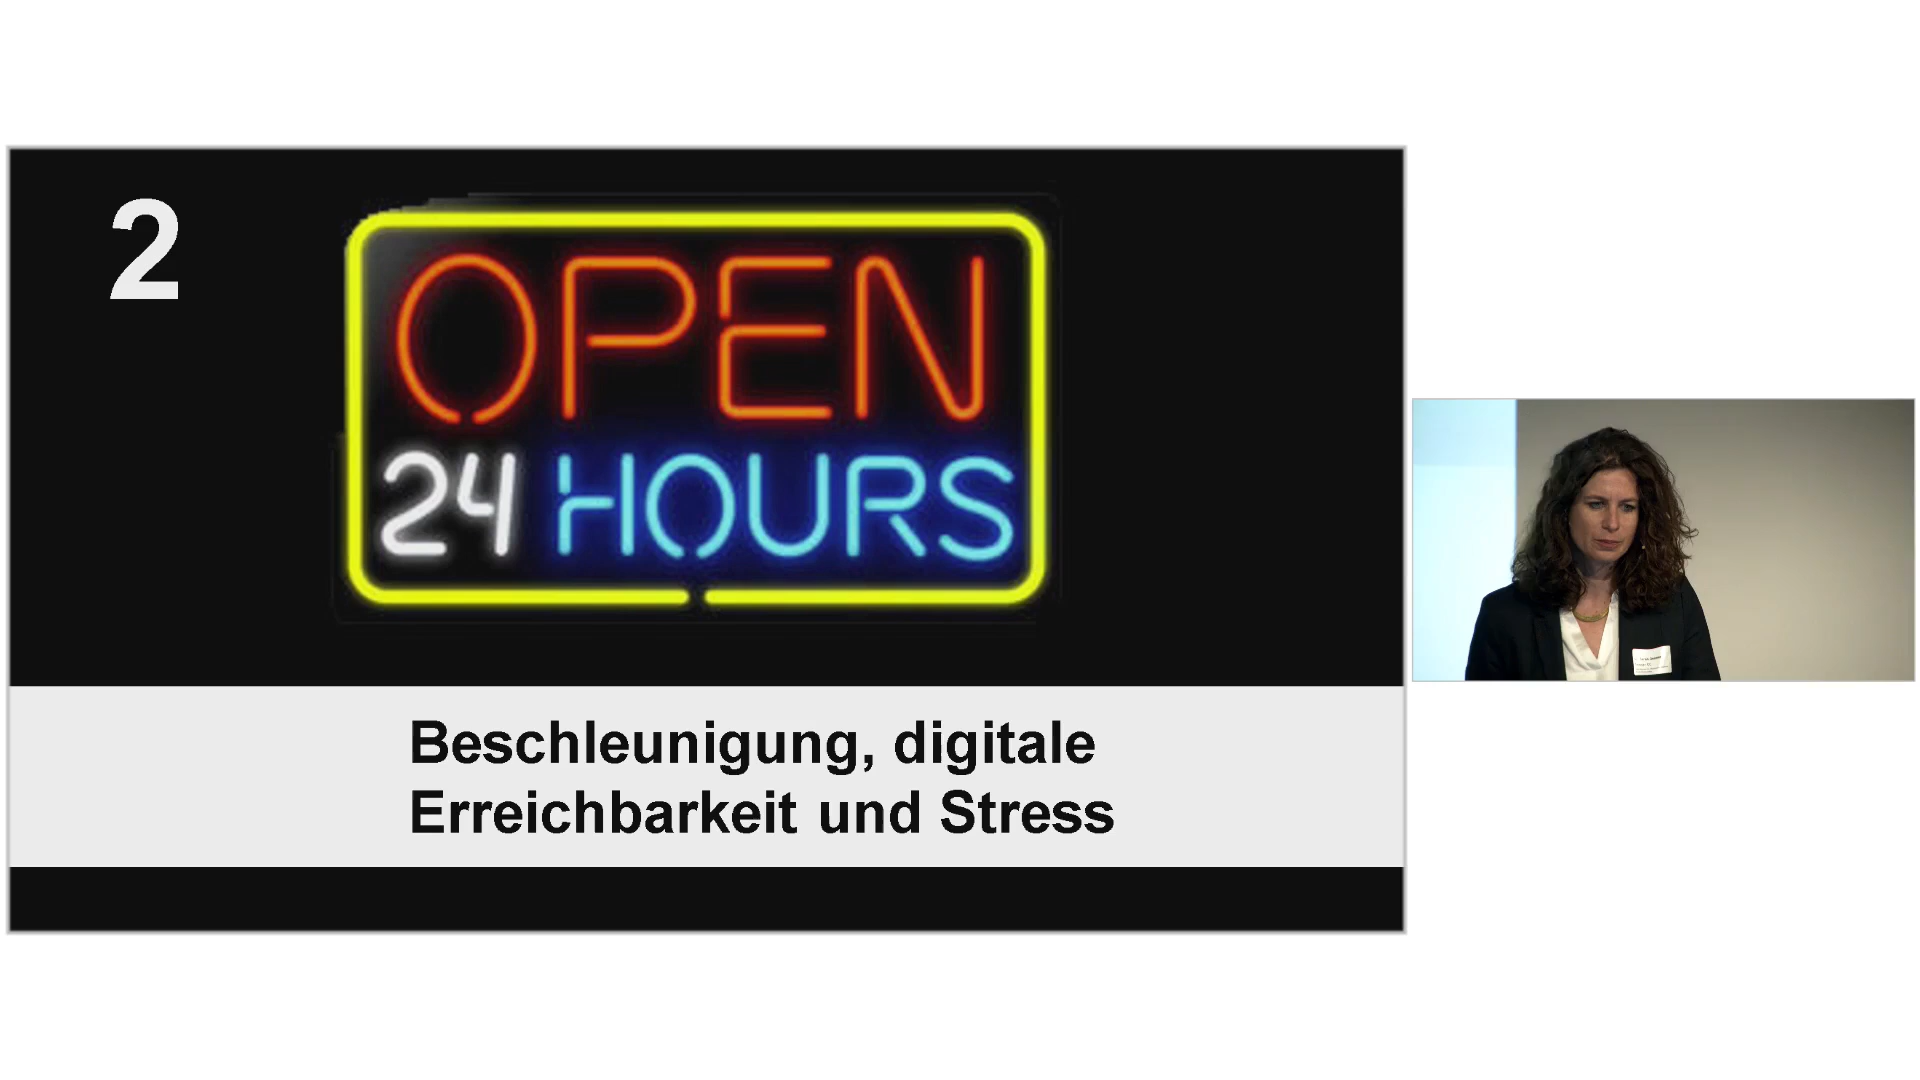 2
OPEN
24 HOURS
Beschleunigung, digitale
Erreichbarkeit und Stress